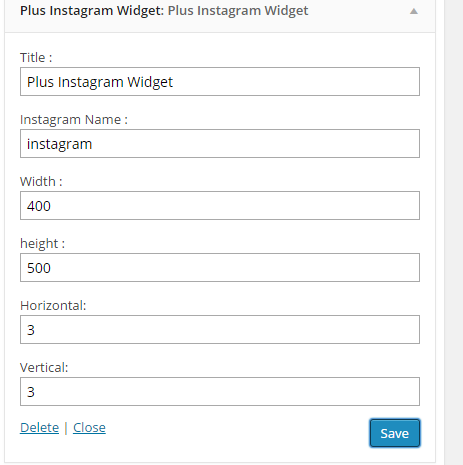 Plus Instagram Widget: Plus Instagram Widget
Title :
Plus Instagram Widget
Instagram Name :
instagram
Width :
400
height :
500
Horizontal:
3
Vertical:
3
Delete | Close
Save